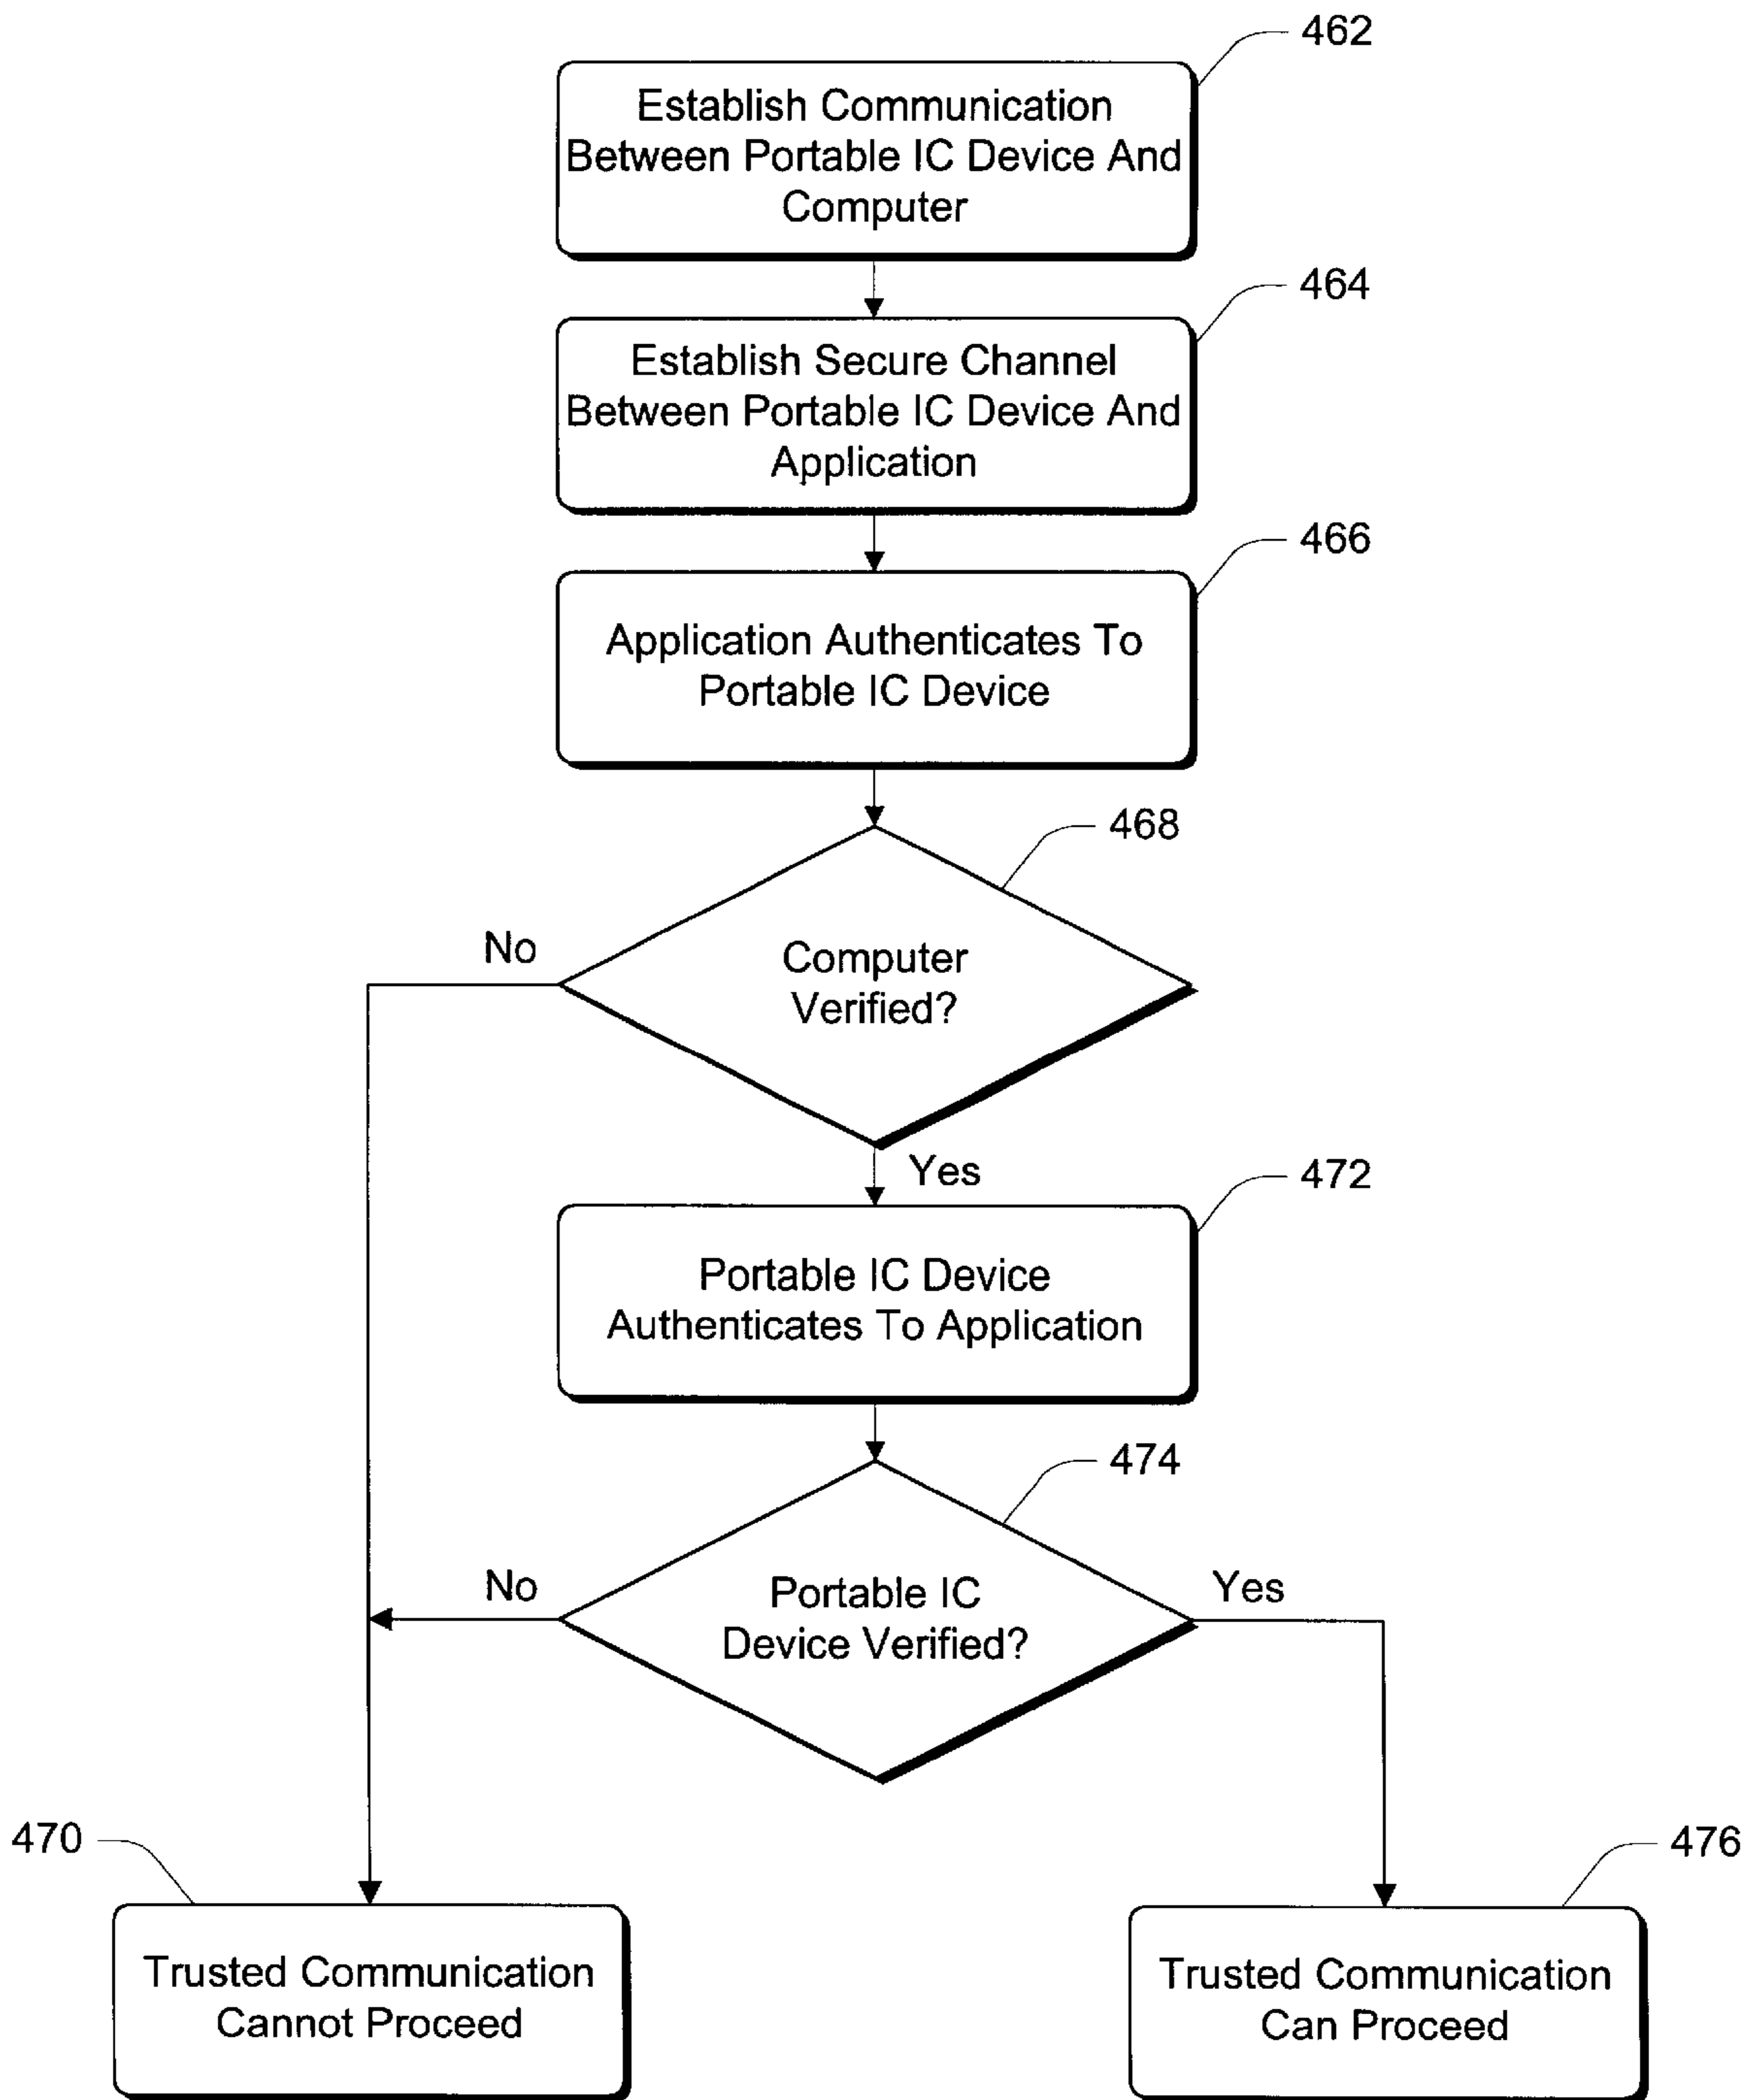 462
Establish Communication
Between Portable IC Device And
Computer
464
Establish Secure Channel
Between Portable IC Device And
Application
466
Application Authenticates To
Portable IC Device
468
No
Computer
Verified?
Yes
472
Portable IC Device
Authenticates To Application
474
No
Portable IC
Device Verified?
Yes
470
476
Trusted Communication
Cannot Proceed
Trusted Communication
Can Proceed